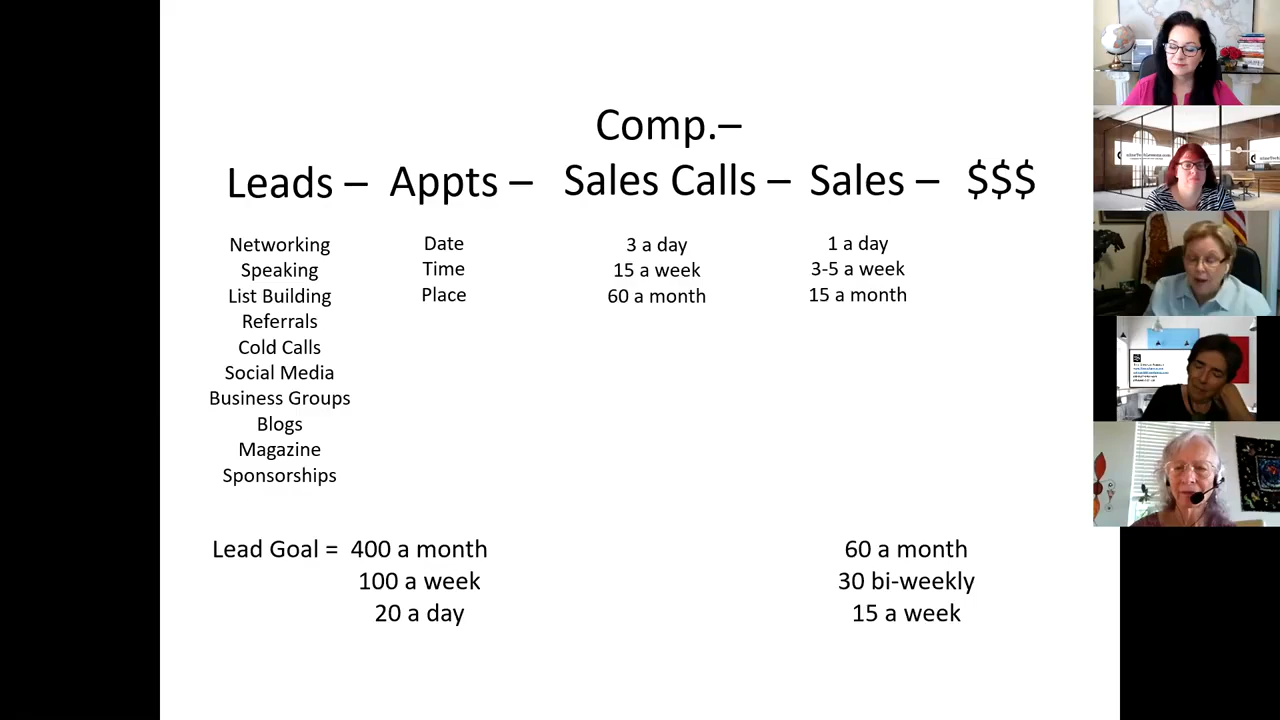 Comp.–
Leads – Appts – Sales Calls – Sales – $$$
Networking
Speaking
List Building
Referrals
Cold Calls
Social Media
Business Groups
Blogs
Magazine
Sponsorships
Date
Time
Place
3 a day
15 a week
60 a month
1 a day
3-5 a week
15 a month
Lead Goal = 400 a month
100 a week
20 a day
60 a month
30 bi-weekly
15 a week